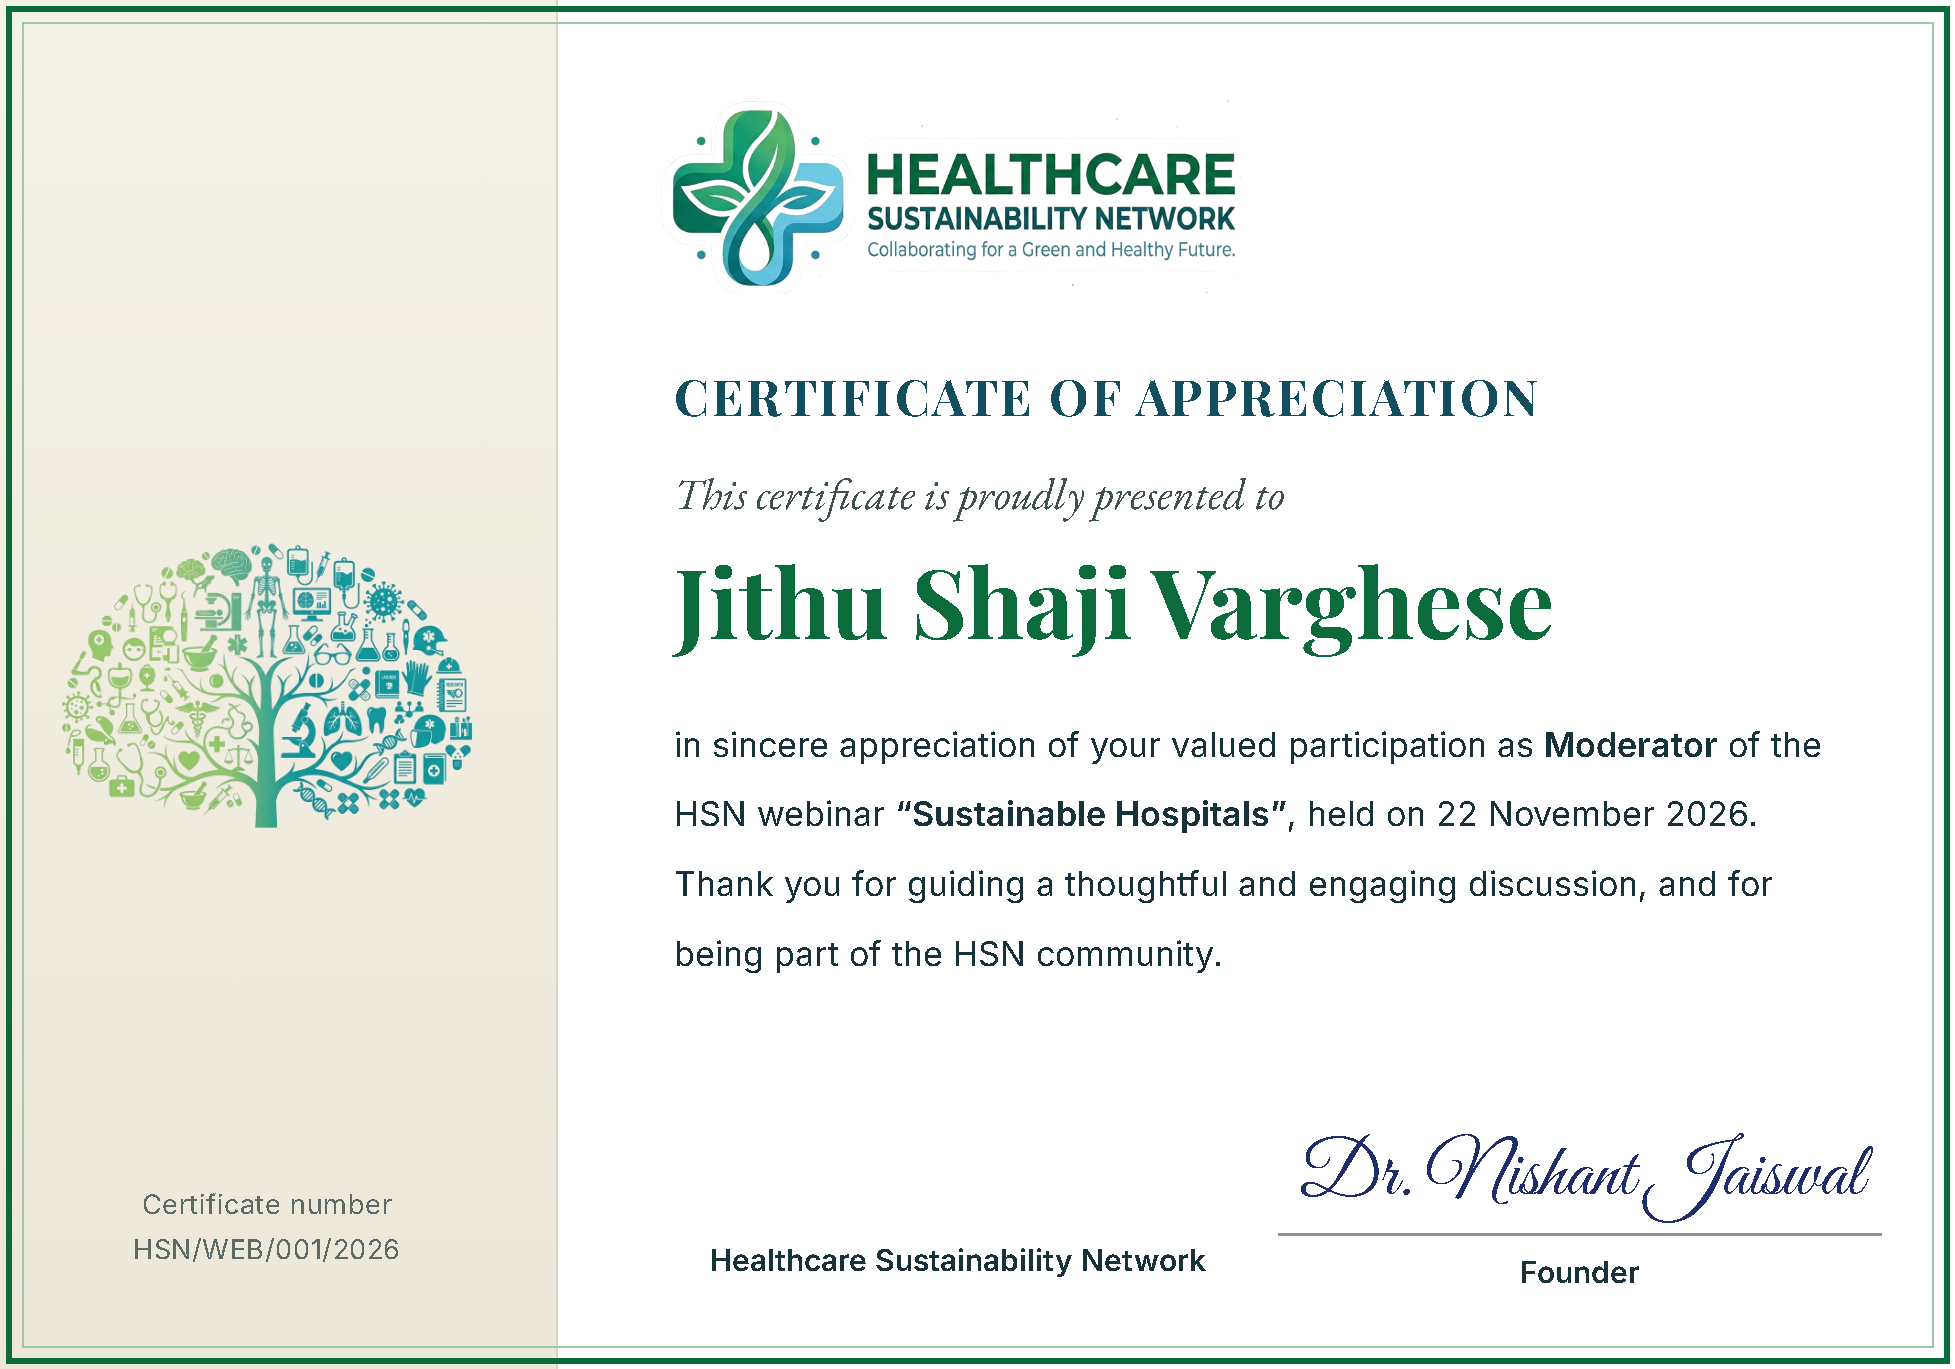 HEALTHCARE
SUSTAINABILITY NETWORK
Collaborating for a Green and Healthy Future.
CERTIFICATE OF APPRECIATION
This certificate is proudly presented to
Jithu Shaji Varghese
in sincere appreciation of your valued participation as Moderator of the
HSN webinar “Sustainable Hospitals”, held on 22 November 2026.
Thank you for guiding a thoughtful and engaging discussion, and for
being part of the HSN community.
Certificate number
HSN/WEB/001/2026
Healthcare Sustainability Network
Dr. Nishant Jaiswal
Founder